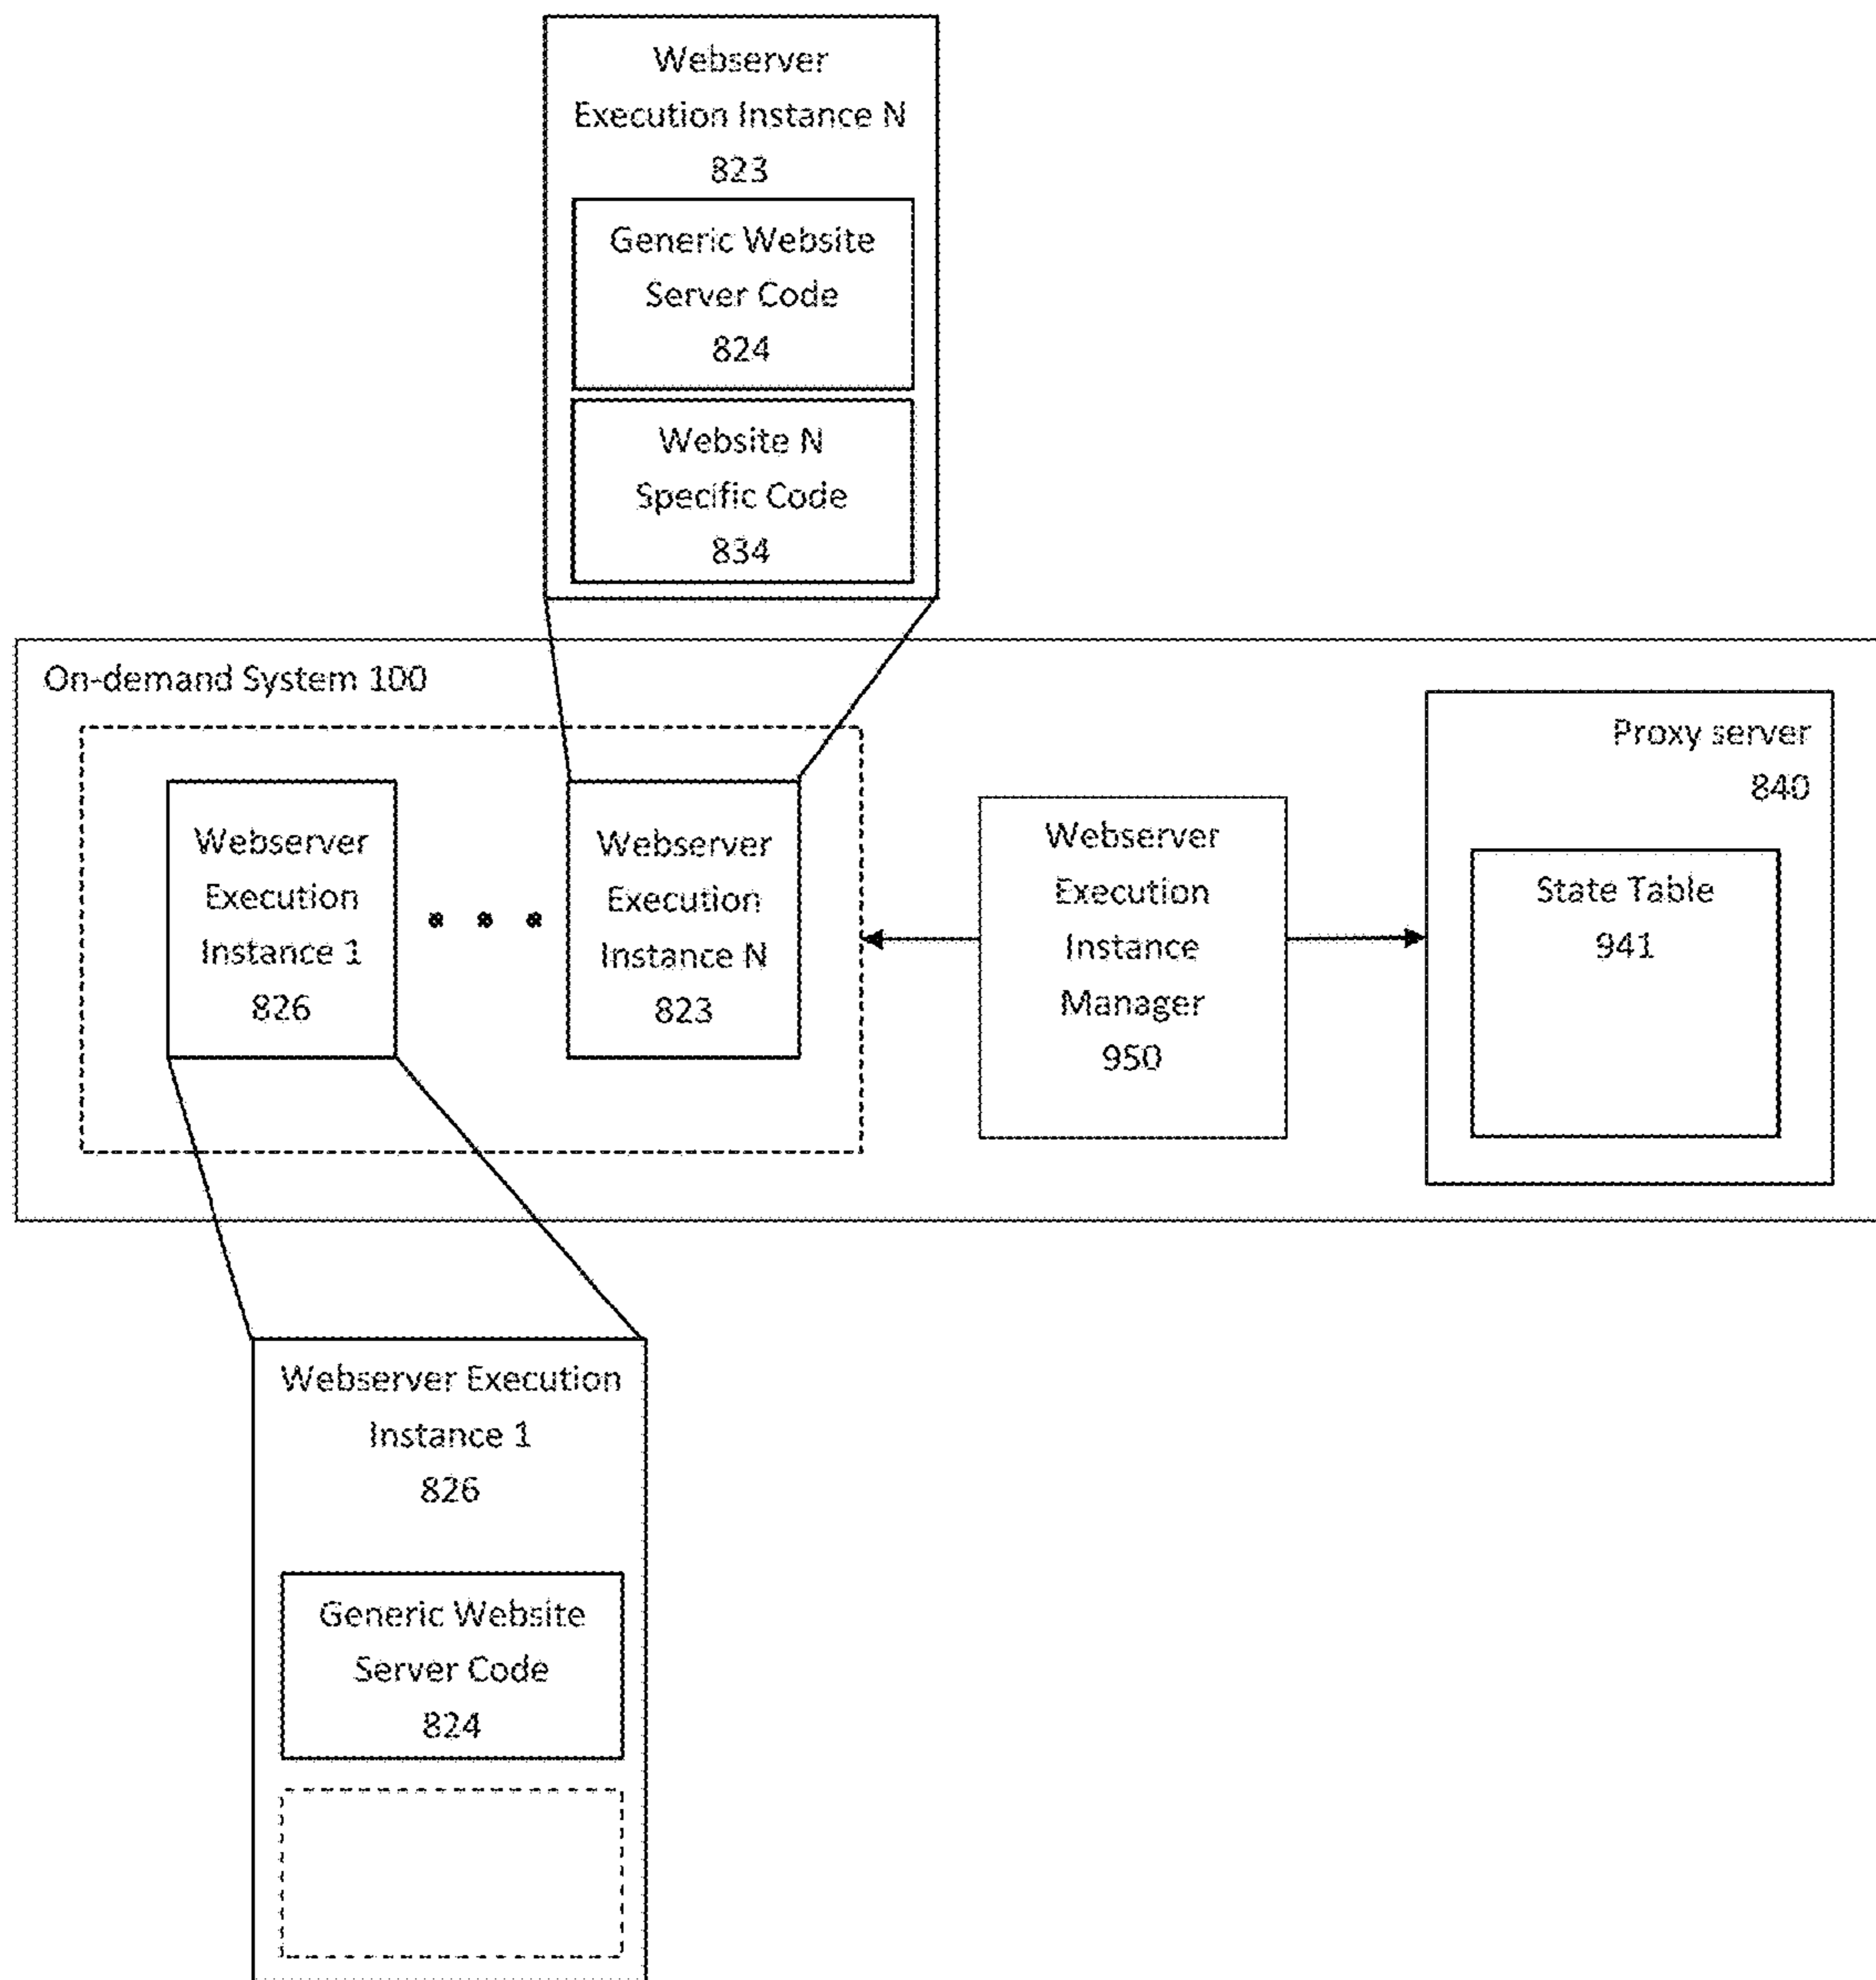 Webserver
Execution Instance N
823
Generic Website
Server Code
824
Website N
Specific Code
834
On-demand System 100
Webserver
Execution
Instance 1
826
Webserver
Execution
Instance N
823
Webserver
Execution
Instance
Manager
950
Proxy server
840
State Table
941
Webserver Execution
Instance 1
826
Generic Website
Server Code
824